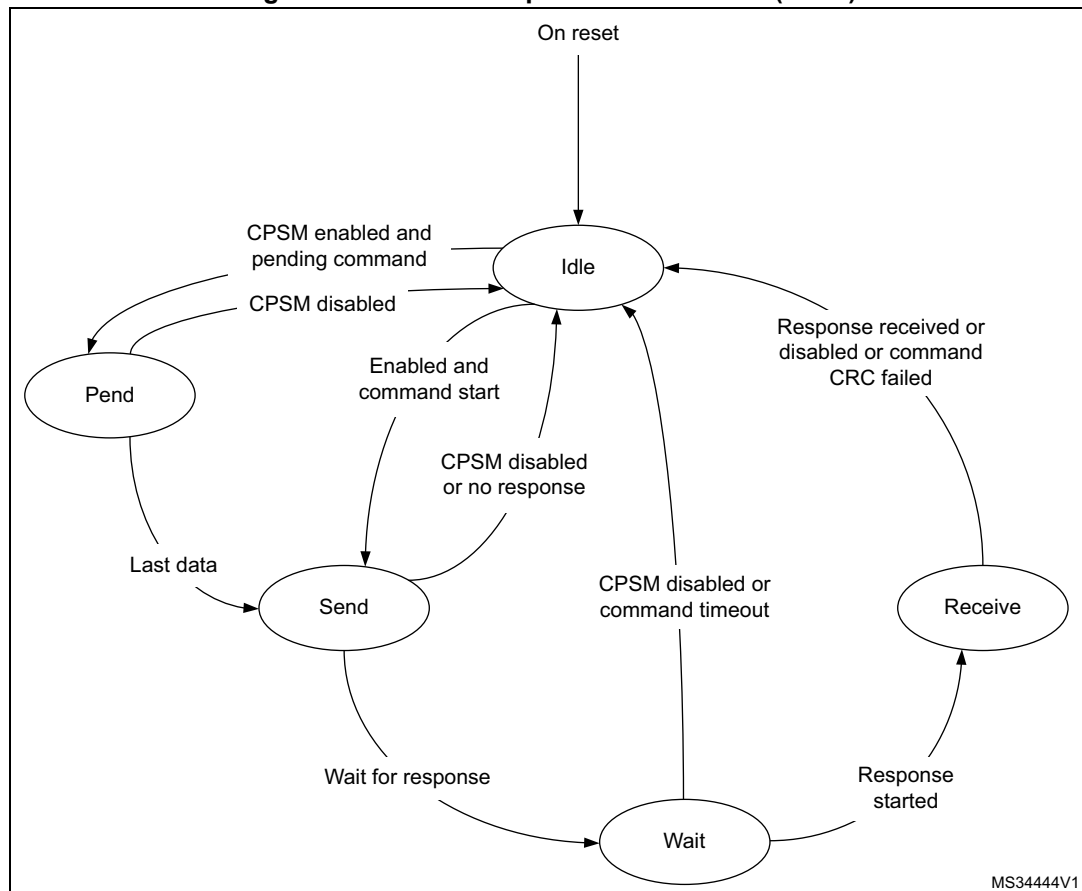 On reset
CPSM enabled and
pending command
Idle
CPSM disabled
Response received or
disabled or command
CRC failed
Enabled and
command start
Pend
CPSM disabled
or no response
Last data
CPSM disabled or
command timeout
Send
Receive
Wait for response
Response
started
Wait
MS34444V1